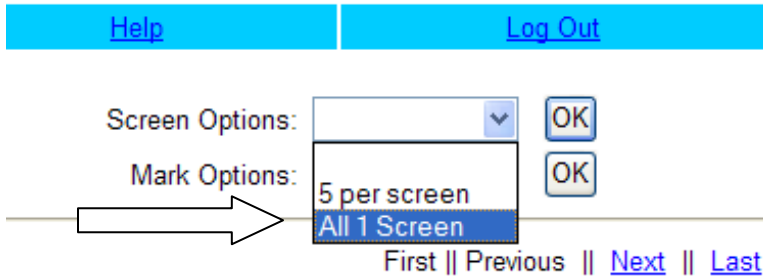 Help Log Out
Screen Options: OK
Mark Options: OK
5 per screen
All 1 Screen
First || Previous || Next || Last